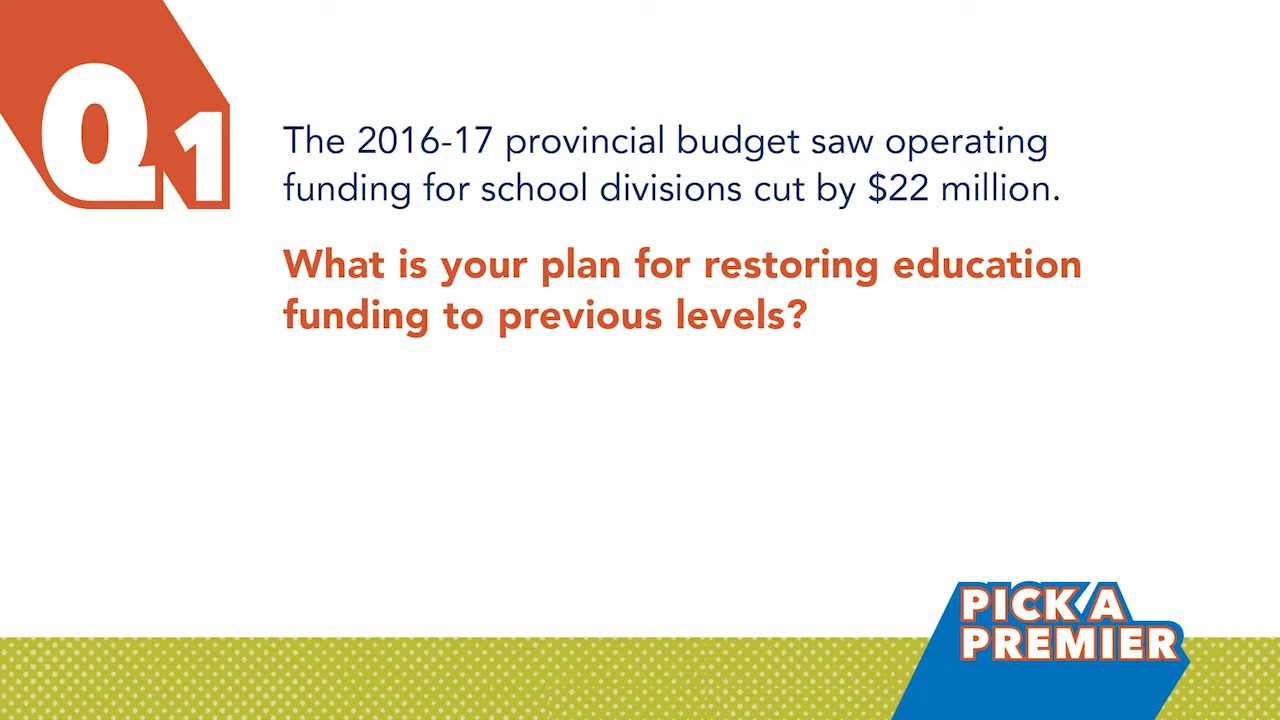 Q1
The 2016-17 provincial budget saw operating
funding for school divisions cut by $22 million.
What is your plan for restoring education
funding to previous levels?
PICK A
PREMIER